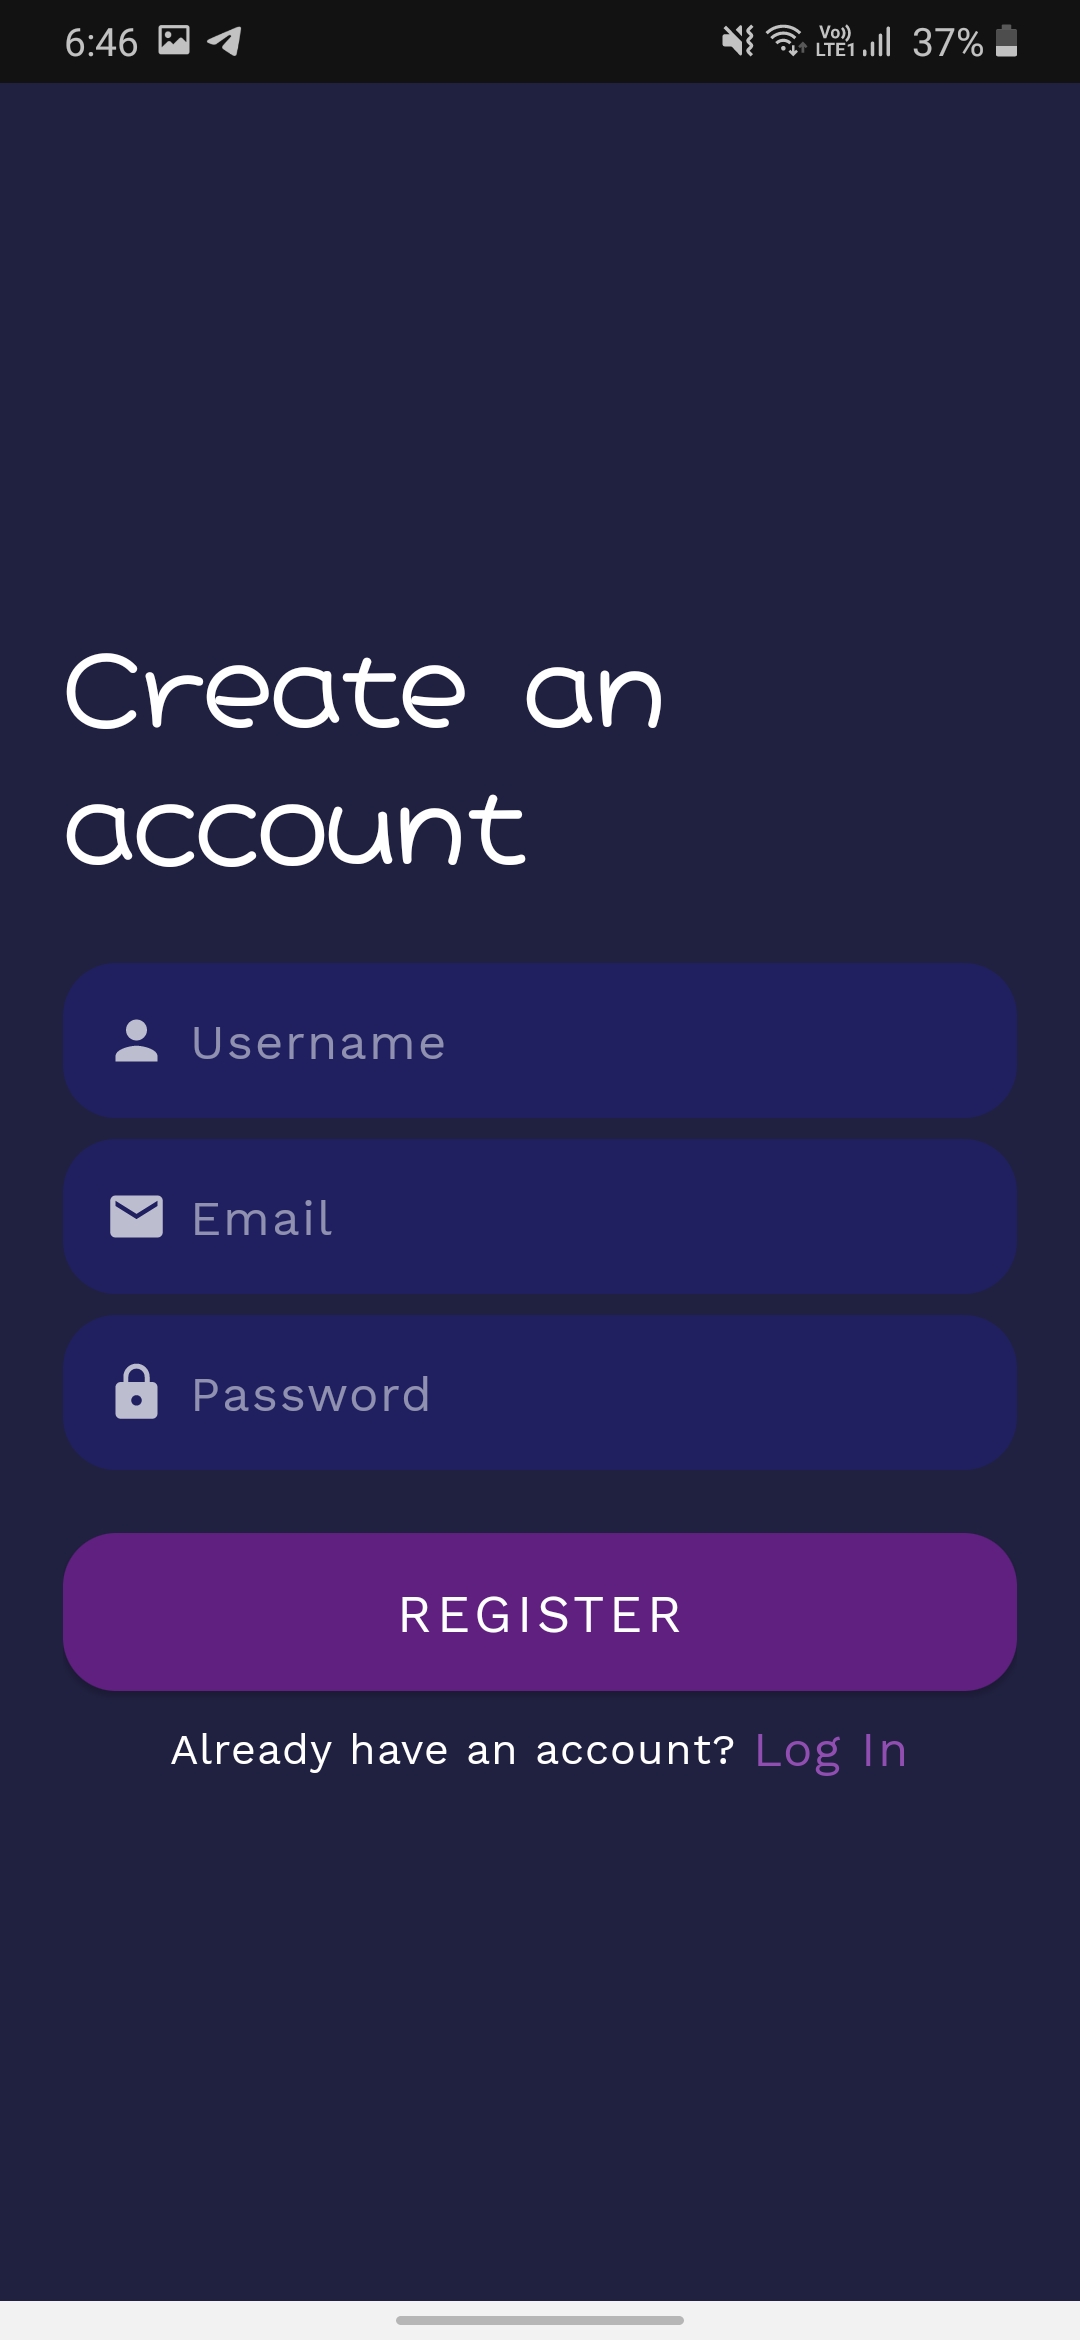 6:46 Vo)) LTE1 37%
Create an
account
Username
Email
Password
REGISTER
Already have an account? Log In